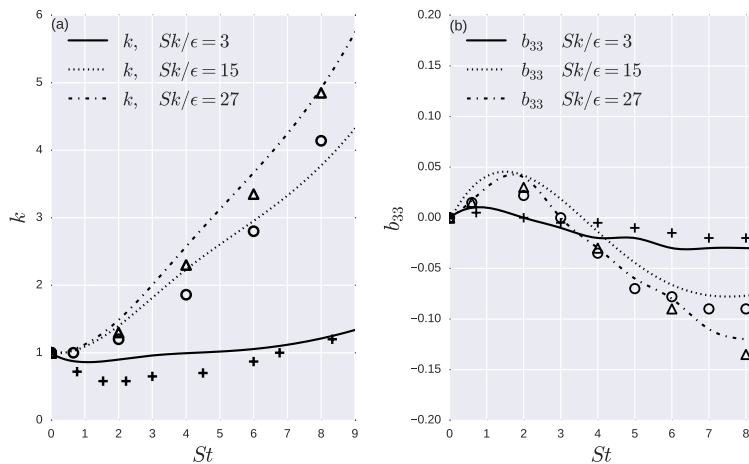 (a)
k, Sk/ϵ = 3
k, Sk/ϵ = 15
k, Sk/ϵ = 27
6
5
4
3
2
1
0
k
0 1 2 3 4 5 6 7 8 9
St
(b)
b33 Sk/ϵ = 3
b33 Sk/ϵ = 15
b33 Sk/ϵ = 27
0.20
0.15
0.10
0.05
0.00
−0.05
−0.10
−0.15
−0.20
b33
0 1 2 3 4 5 6 7 8
St